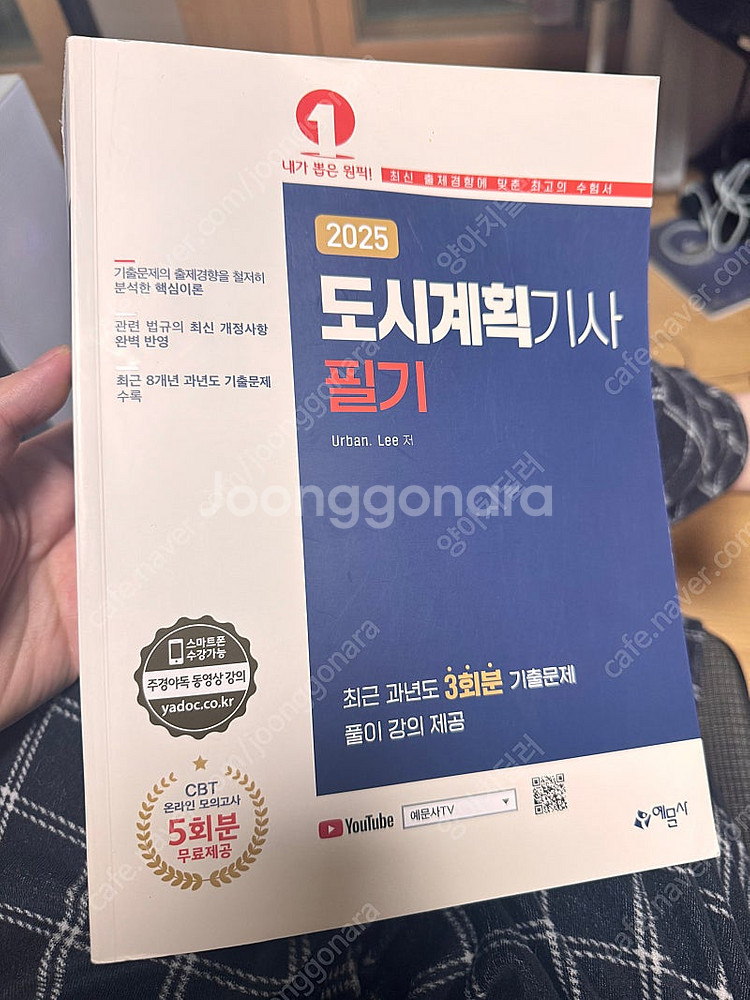 1
내가 뽑은 원픽!
최신 출제경향에 맞춘 최고의 수험서
2025
도시계획기사
필기
Urban. Lee 저
기출문제의 출제경향을 철저히
분석한 핵심이론
관련 법규의 최신 개정사항
완벽 반영
최근 8개년 과년도 기출문제
수록
Joonggonara
스마트폰
수강가능
주경야독 동영상 강의
yadoc.co.kr
최근 과년도 3회분 기출문제
풀이 강의 제공
CBT
온라인 모의고사
5회분
무료제공
YouTube
예문사TV
예문사
cafe.naver.com/joonggonara